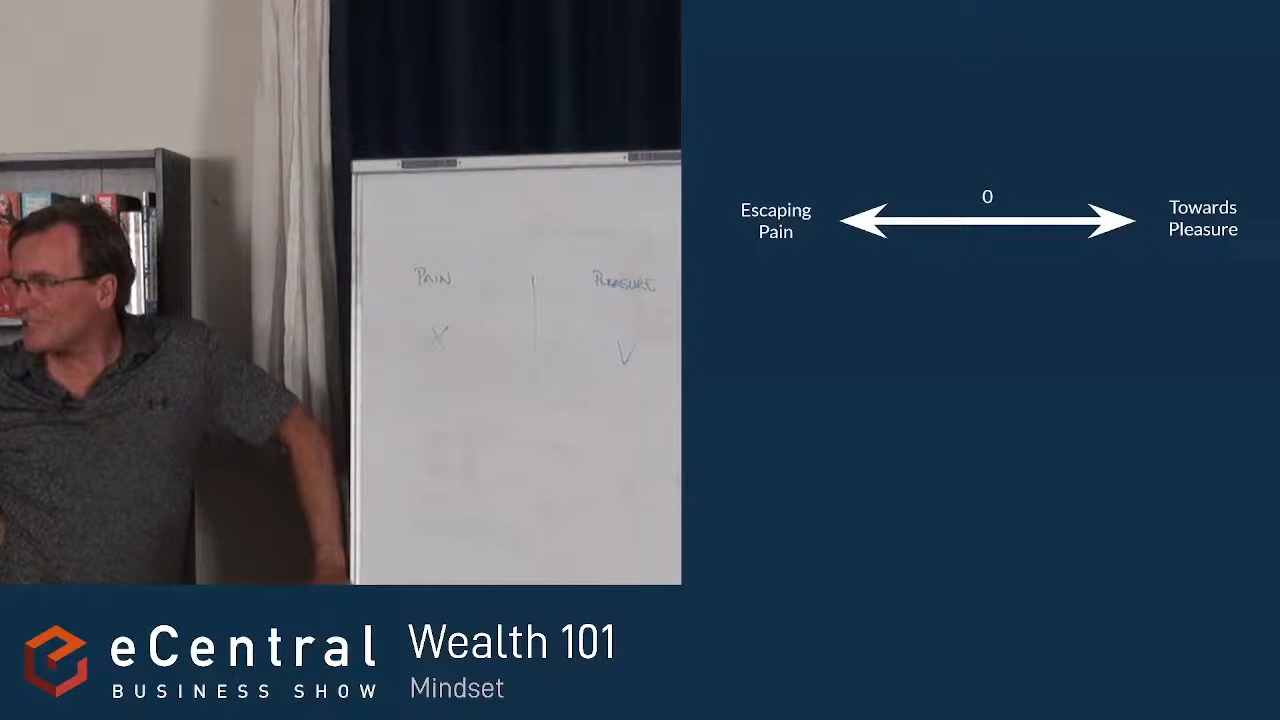 PAIN
PLEASURE
X
V
0
Escaping
Pain
Towards
Pleasure
eCentral
BUSINESS SHOW
Wealth 101
Mindset